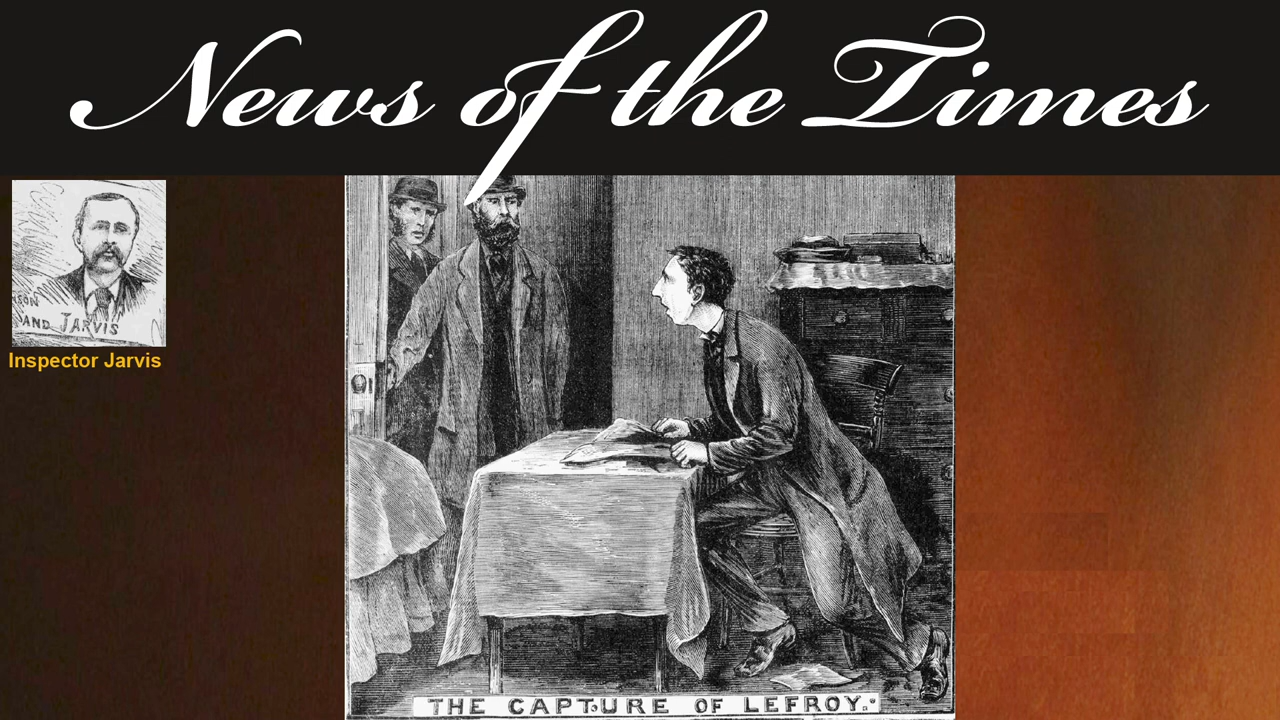 News of the Times
AND JARVIS
Inspector Jarvis
THE CAPTURE OF LEFROY.